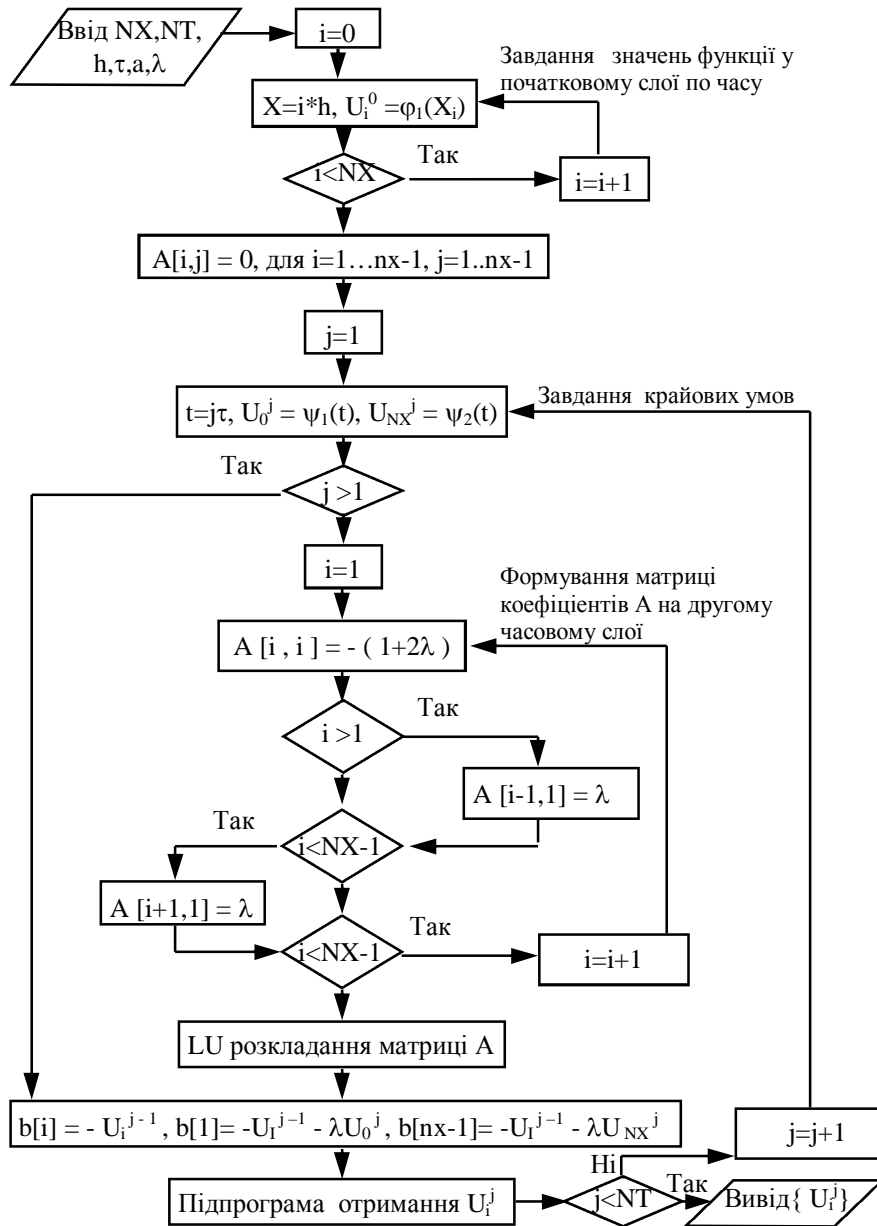 Ввід NX,NT,
h,τ,a,λ
i=0
Завдання значень функції у
початковому слої по часу
X=i*h, U_i^0 =φ_1(X_i)
i<NX
Так
i=i+1
A[i,j] = 0, для i=1…nx-1, j=1..nx-1
j=1
Завдання крайових умов
t=jτ, U_0^j = ψ_1(t), U_NX^j = ψ_2(t)
Так
j >1
i=1
Формування матриці
коефіціентів А на другому
часовому слої
A [i , i ] = - ( 1+2λ )
i >1
Так
A [i-1,1] = λ
Так
i<NX-1
A [i+1,1] = λ
i<NX-1
Так
i=i+1
LU розкладання матриці А
b[i] = - U_i^j-1 , b[1]= -U_I^j-1 - λU_0^j, b[nx-1]= -U_I^j-1 - λU_NX^j
j=j+1
Ні
Підпрограма отримання U_i^j
j<NT
Так
Вивід{ U_i^j}